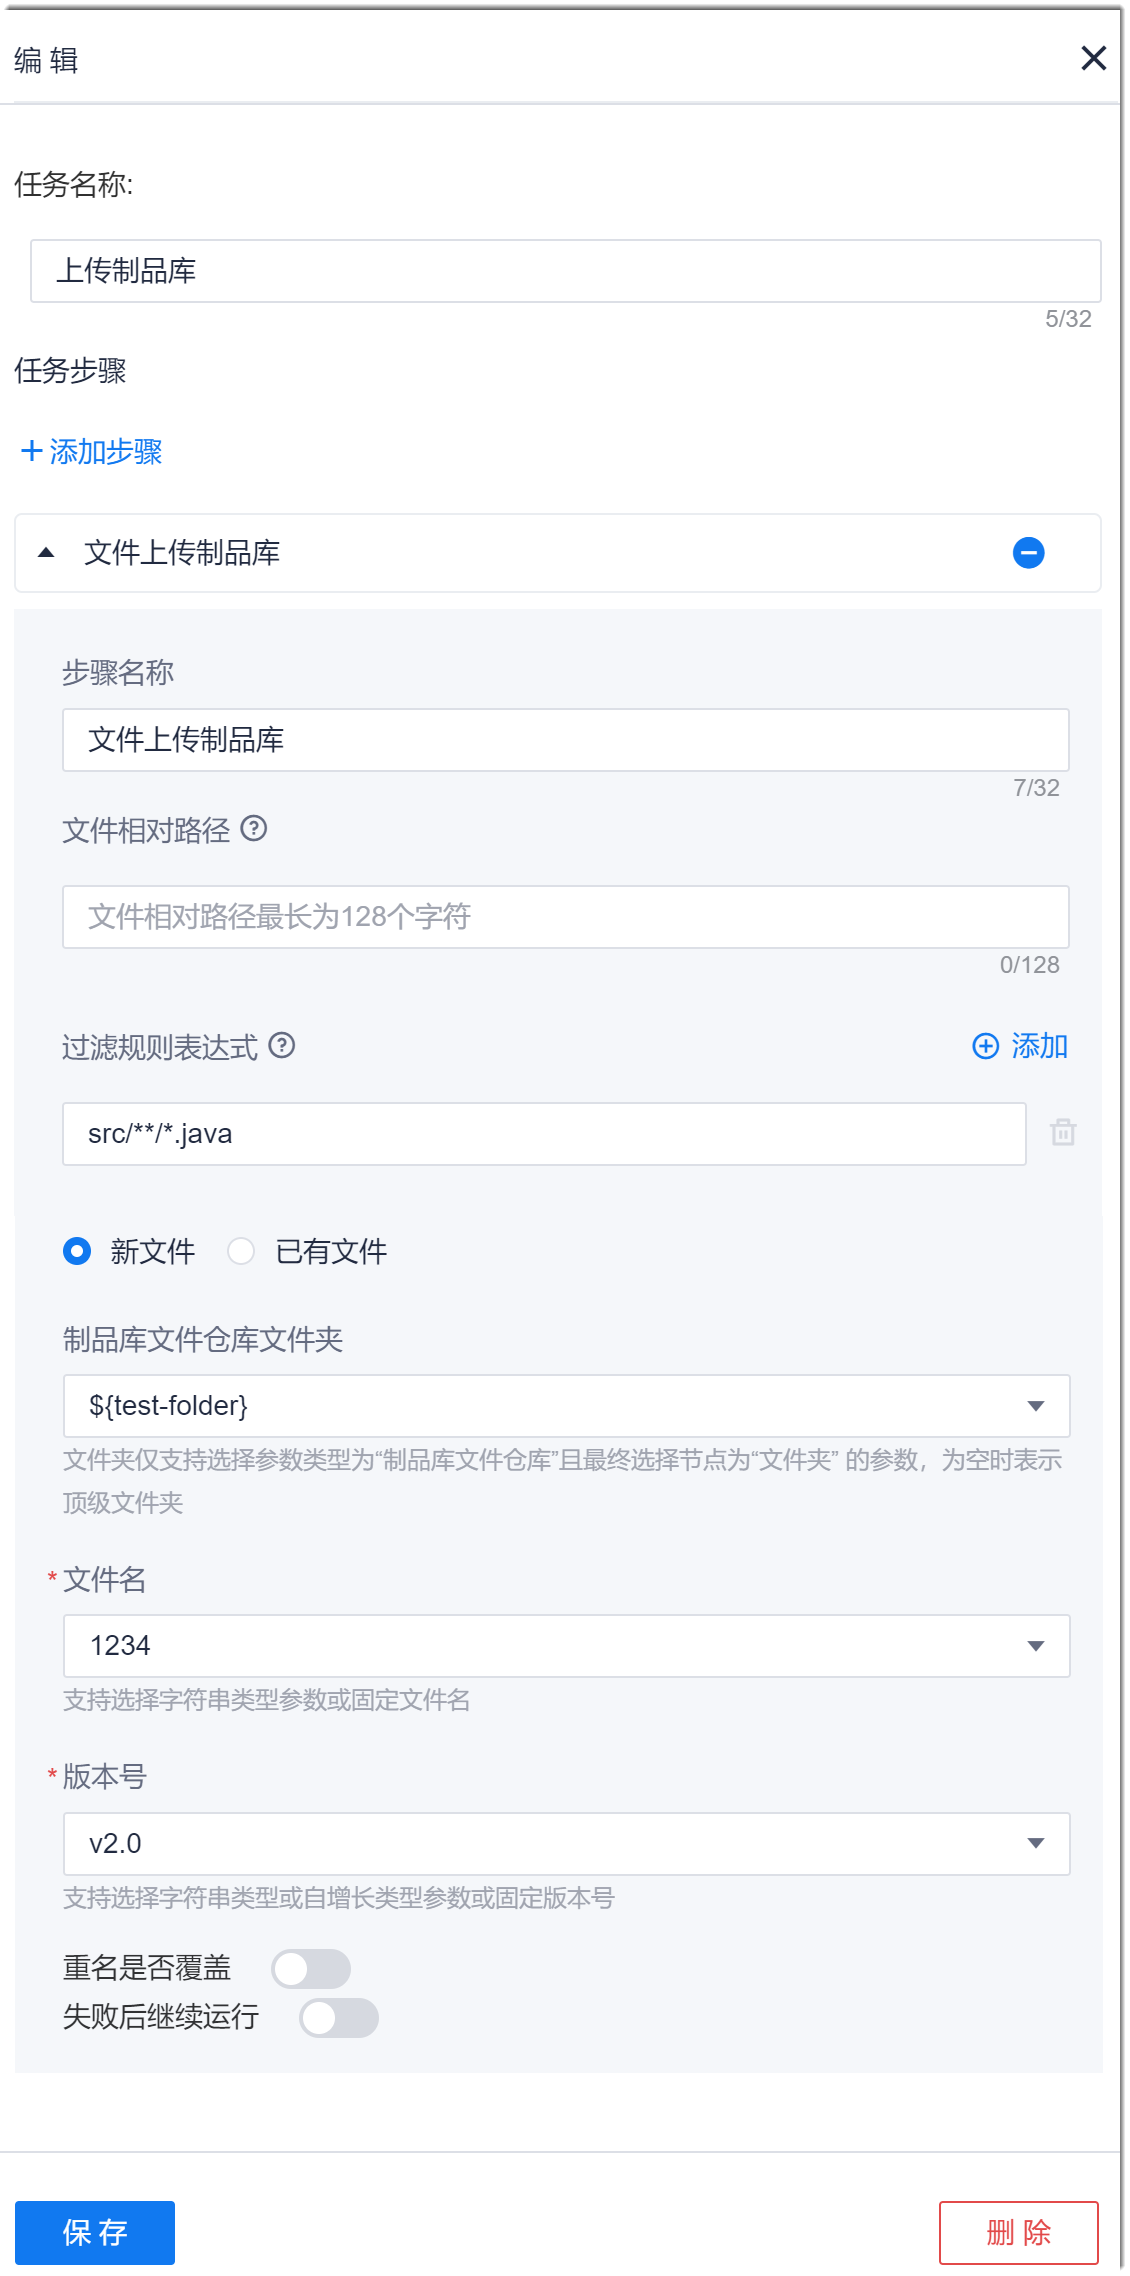 编 辑
任务名称:
上传制品库
5/32
任务步骤
添加步骤
文件上传制品库
步骤名称
文件上传制品库
7/32
文件相对路径
文件相对路径最长为128个字符
0/128
过滤规则表达式 添加
src/**/*.java
新文件 已有文件
制品库文件仓库文件夹
${test-folder}
文件夹仅支持选择参数类型为“制品库文件仓库”且最终选择节点为“文件夹” 的参数，为空时表示
顶级文件夹
* 文件名
1234
支持选择字符串类型参数或固定文件名
* 版本号
v2.0
支持选择字符串类型或自增长类型参数或固定版本号
重名是否覆盖
失败后继续运行
保 存 删 除